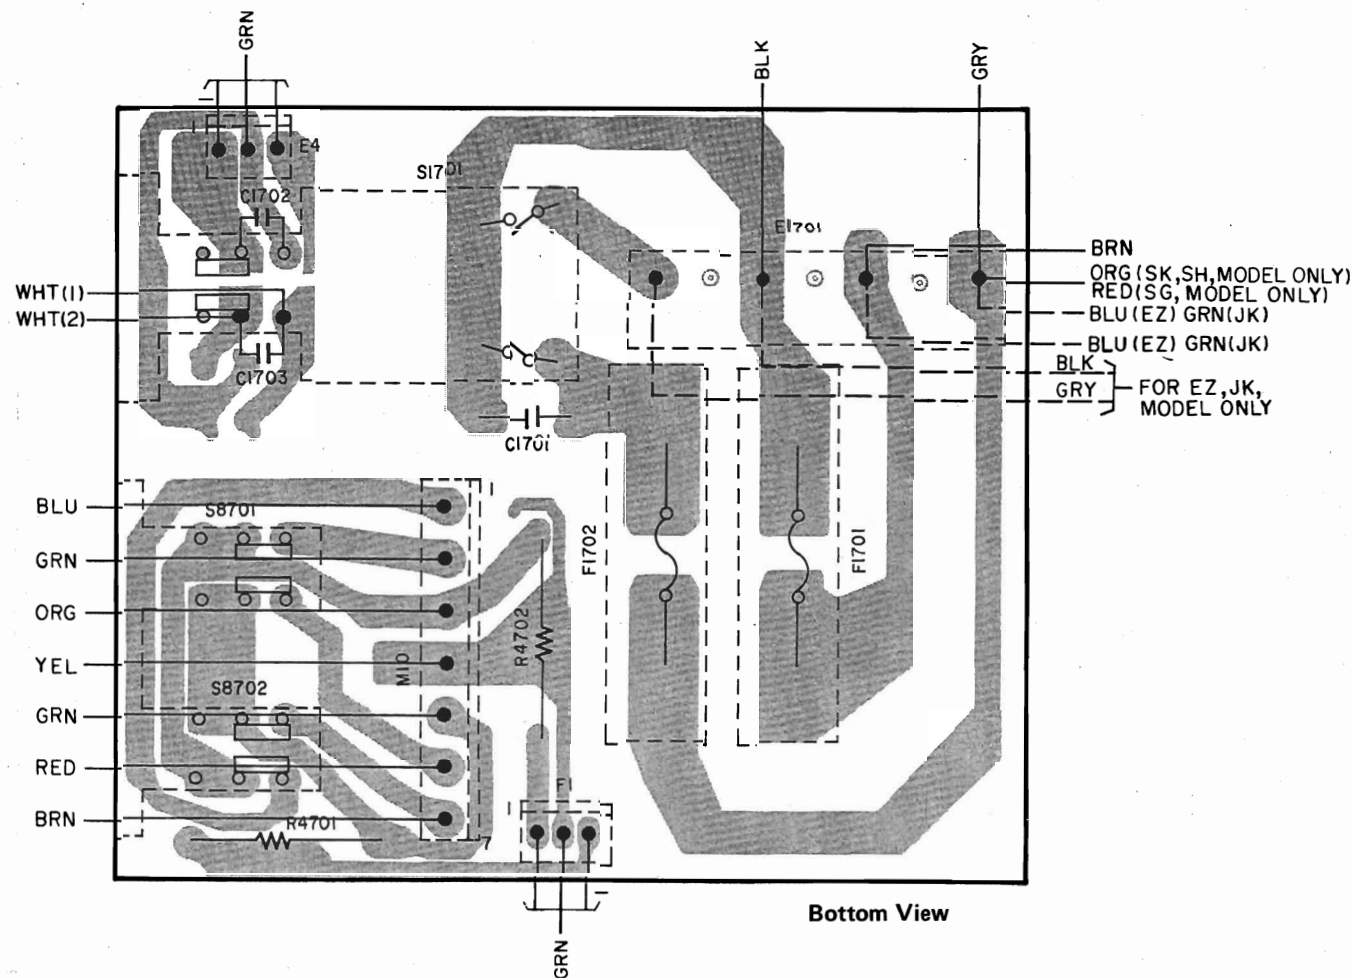 GRN
BLK
GRY
1
E4
C1702
S1701
E1701
BRN
ORG (SK,SH,MODEL ONLY)
RED(SG, MODEL ONLY)
BLU(EZ) GRN(JK)
BLU(EZ) GRN(JK)
BLK
GRY
FOR EZ,JK,
MODEL ONLY
WHT(1)
WHT(2)
C1703
C1701
BLU
GRN
ORG
YEL
GRN
RED
BRN
S8701
S8702
R4701
M10
1
7
R4702
F1702
F1701
F1
1
GRN
Bottom View